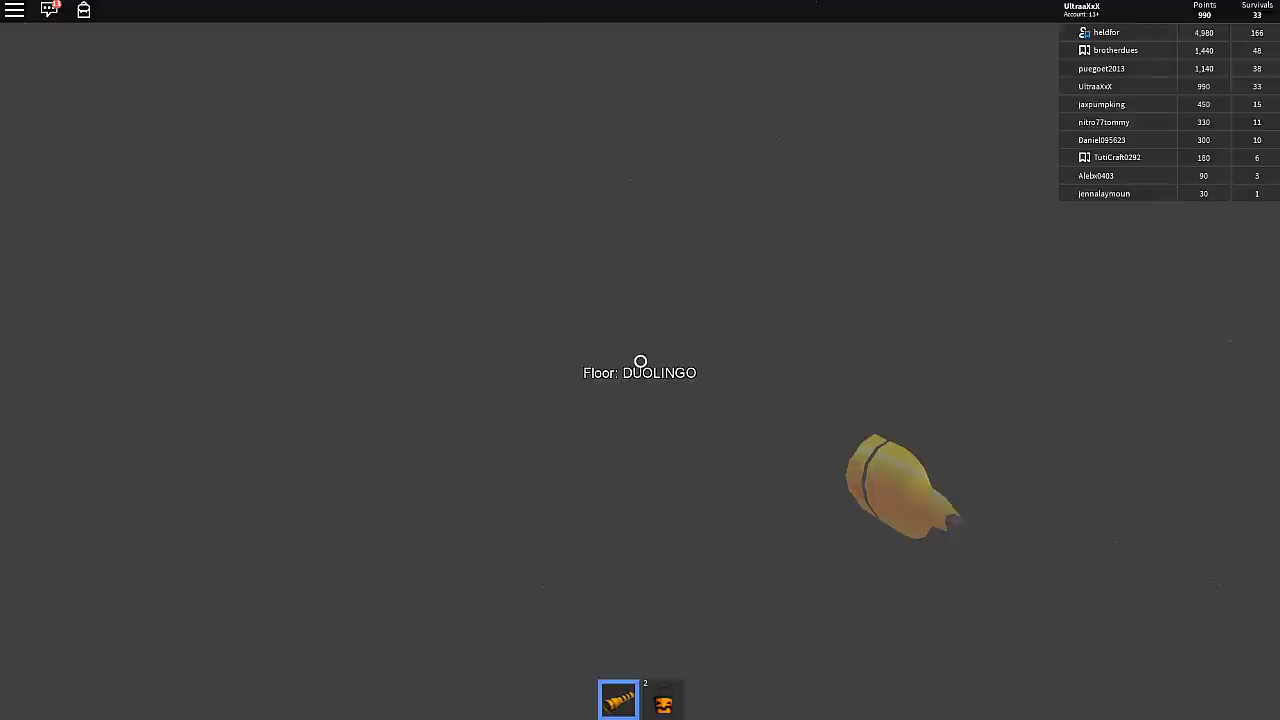 13
UltraaXxX Points Survivals
Account: 13+ 990 33
heldfor 4,980 166
brotherdues 1,440 48
puegoet2013 1,140 38
UltraaXxX 990 33
jaxpumpking 450 15
nitro77tommy 330 11
Daniel095623 300 10
TutiCraft0292 180 6
Alebx0403 90 3
jennalaymoun 30 1
Floor: DUOLINGO
2